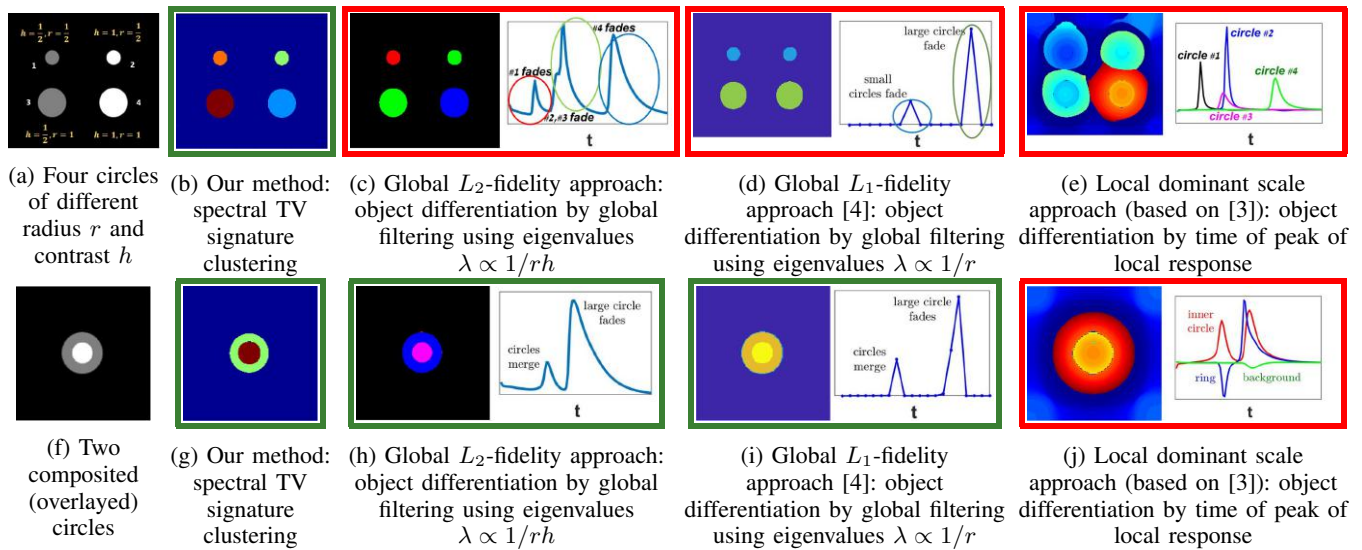 h = 1/2, r = 1/2
h = 1, r = 1/2
1
2
3
4
h = 1/2, r = 1
h = 1, r = 1
#1 fades
#2,#3 fade
#4 fades
t
small
circles fade
large circles
fade
t
circle #1
circle #2
circle #3
circle #4
t
(a) Four circles
of different
radius r and
contrast h
(b) Our method:
spectral TV
signature
clustering
(c) Global L₂-fidelity approach:
object differentiation by global
filtering using eigenvalues
λ ∝ 1/rh
(d) Global L₁-fidelity
approach [4]: object
differentiation by global filtering
using eigenvalues λ ∝ 1/r
(e) Local dominant scale
approach (based on [3]): object
differentiation by time of peak of
local response
circles
merge
large circle
fades
t
circles
merge
large circle
fades
t
inner
circle
ring
background
t
(f) Two
composited
(overlayed)
circles
(g) Our method:
spectral TV
signature
clustering
(h) Global L₂-fidelity approach:
object differentiation by global
filtering using eigenvalues
λ ∝ 1/rh
(i) Global L₁-fidelity
approach [4]: object
differentiation by global filtering
using eigenvalues λ ∝ 1/r
(j) Local dominant scale
approach (based on [3]): object
differentiation by time of peak of
local response